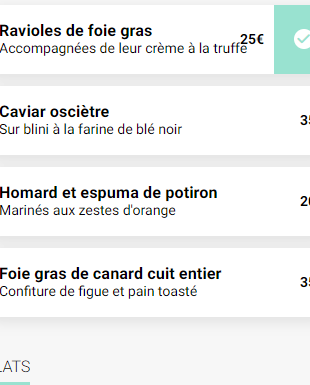 Ravioles de foie gras
Accompagnées de leur crème à la truffe
25€
Caviar osciètre
Sur blini à la farine de blé noir
Homard et espuma de potiron
Marinés aux zestes d'orange
Foie gras de canard cuit entier
Confiture de figue et pain toasté